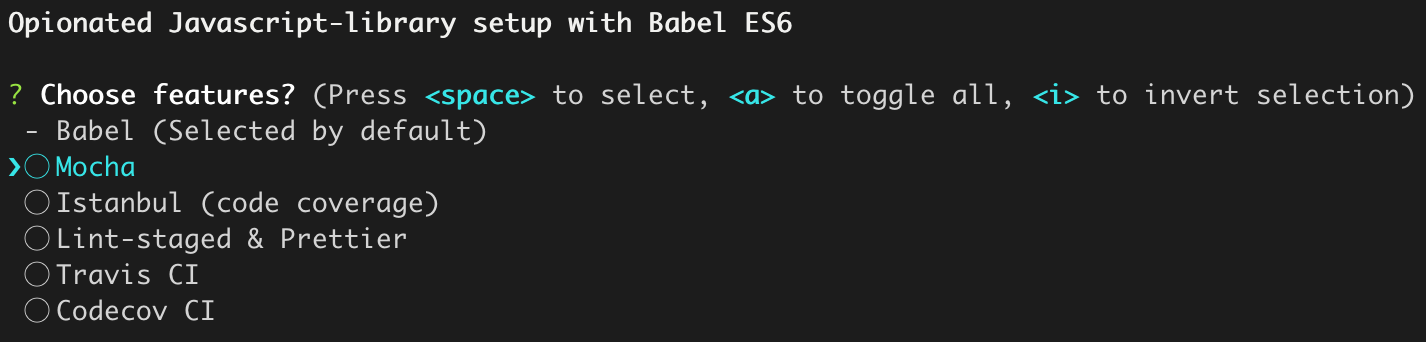 Opionated Javascript-library setup with Babel ES6
? Choose features? (Press <space> to select, <a> to toggle all, <i> to invert selection)
- Babel (Selected by default)
❯◯ Mocha
◯ Istanbul (code coverage)
◯ Lint-staged & Prettier
◯ Travis CI
◯ Codecov CI